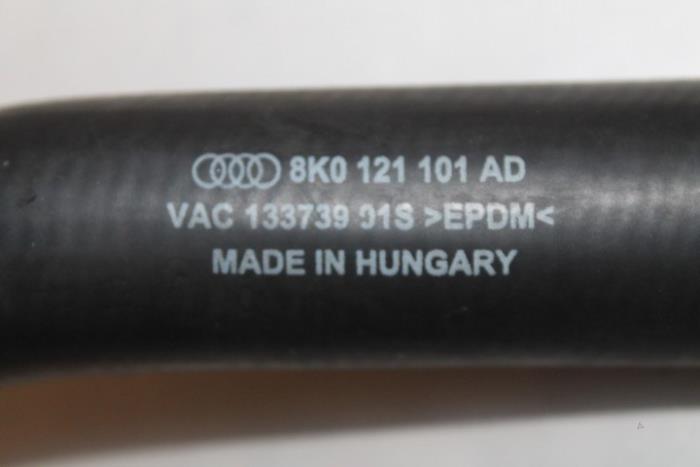 8K0 121 101 AD
VAC 133739 01S >EPDM<
MADE IN HUNGARY